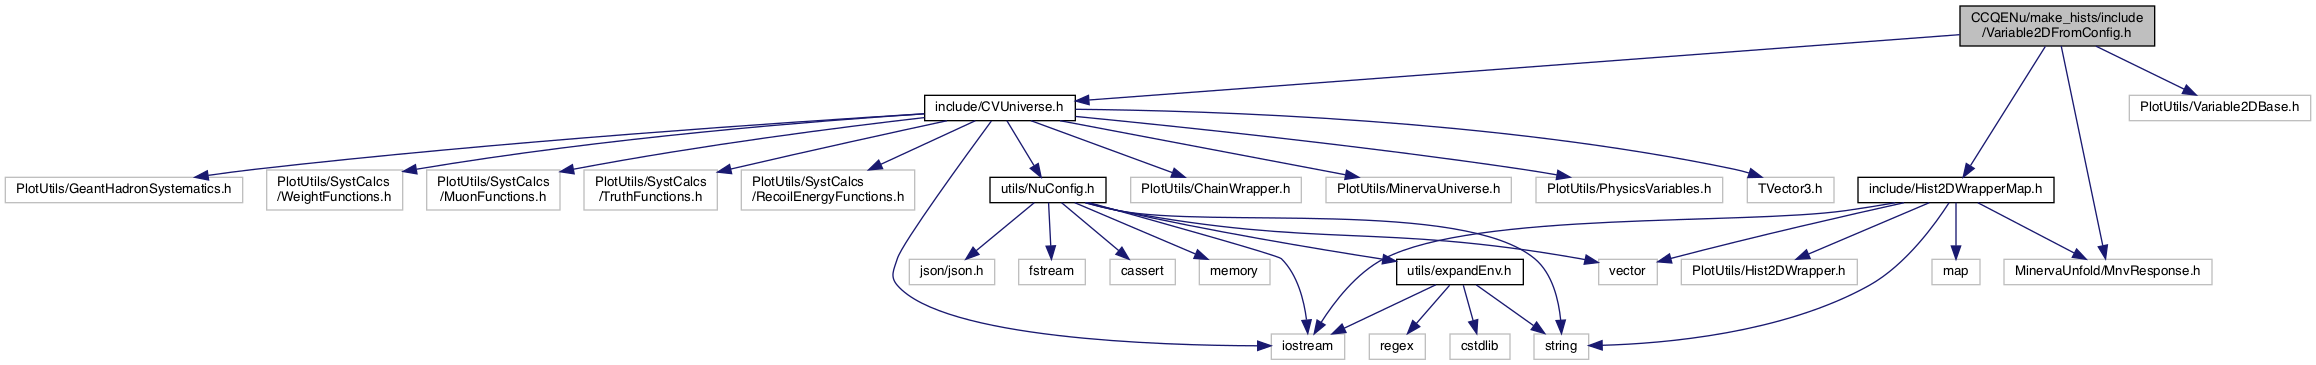 CCQENu/make_hists/include
/Variable2DFromConfig.h
include/CVUniverse.h
PlotUtils/Variable2DBase.h
PlotUtils/GeantHadronSystematics.h
PlotUtils/SystCalcs
/WeightFunctions.h
PlotUtils/SystCalcs
/MuonFunctions.h
PlotUtils/SystCalcs
/TruthFunctions.h
PlotUtils/SystCalcs
/RecoilEnergyFunctions.h
utils/NuConfig.h
PlotUtils/ChainWrapper.h
PlotUtils/MinervaUniverse.h
PlotUtils/PhysicsVariables.h
TVector3.h
include/Hist2DWrapperMap.h
json/json.h
fstream
cassert
memory
utils/expandEnv.h
vector
PlotUtils/Hist2DWrapper.h
map
MinervaUnfold/MnvResponse.h
iostream
regex
cstdlib
string